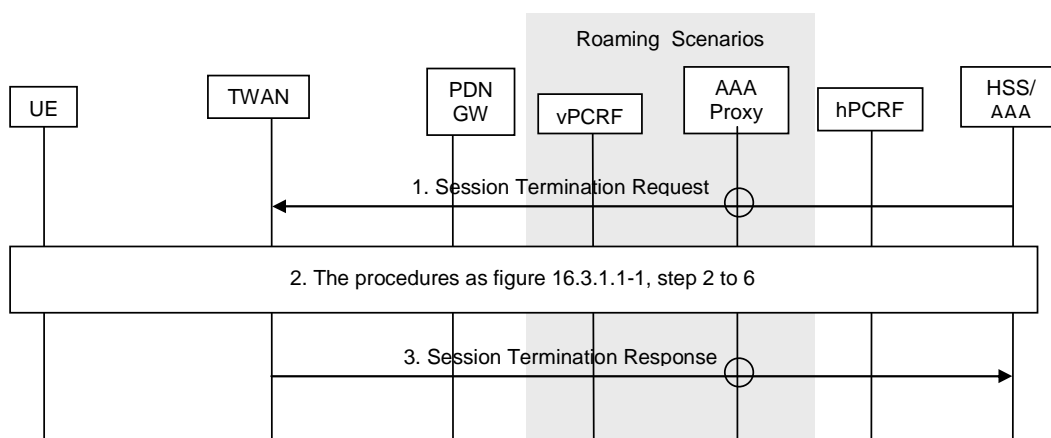 Roaming Scenarios
UE
TWAN
PDN
GW
vPCRF
AAA
Proxy
hPCRF
HSS/
AAA
1. Session Termination Request
2. The procedures as figure 16.3.1.1-1, step 2 to 6
3. Session Termination Response